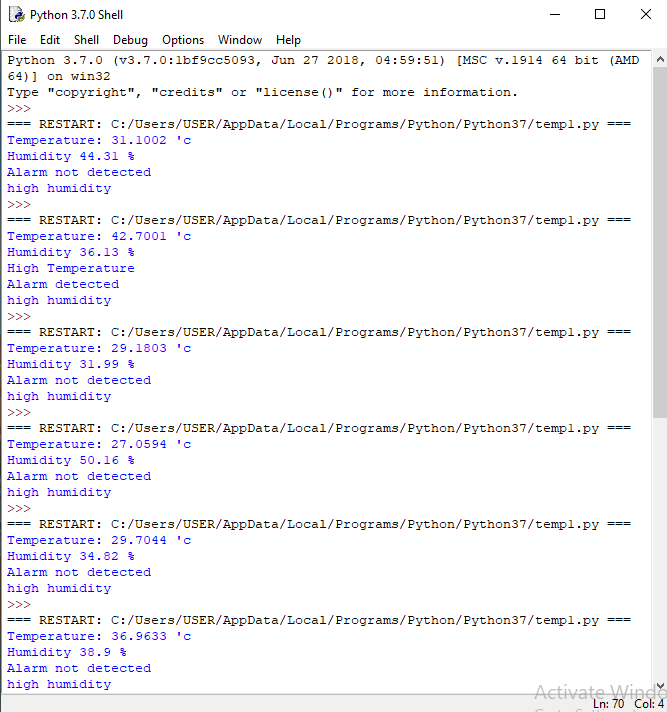 Python 3.7.0 Shell
File Edit Shell Debug Options Window Help
Python 3.7.0 (v3.7.0:1bf9cc5093, Jun 27 2018, 04:59:51) [MSC v.1914 64 bit (AMD
64)] on win32
Type "copyright", "credits" or "license()" for more information.
>>>
=== RESTART: C:/Users/USER/AppData/Local/Programs/Python/Python37/temp1.py ===
Temperature: 31.1002 'c
Humidity 44.31 %
Alarm not detected
high humidity
>>>
=== RESTART: C:/Users/USER/AppData/Local/Programs/Python/Python37/temp1.py ===
Temperature: 42.7001 'c
Humidity 36.13 %
High Temperature
Alarm detected
high humidity
>>>
=== RESTART: C:/Users/USER/AppData/Local/Programs/Python/Python37/temp1.py ===
Temperature: 29.1803 'c
Humidity 31.99 %
Alarm not detected
high humidity
>>>
=== RESTART: C:/Users/USER/AppData/Local/Programs/Python/Python37/temp1.py ===
Temperature: 27.0594 'c
Humidity 50.16 %
Alarm not detected
high humidity
>>>
=== RESTART: C:/Users/USER/AppData/Local/Programs/Python/Python37/temp1.py ===
Temperature: 29.7044 'c
Humidity 34.82 %
Alarm not detected
high humidity
>>>
=== RESTART: C:/Users/USER/AppData/Local/Programs/Python/Python37/temp1.py ===
Temperature: 36.9633 'c
Humidity 38.9 %
Alarm not detected
high humidity
Activate Windo
Ln: 70 Col: 4